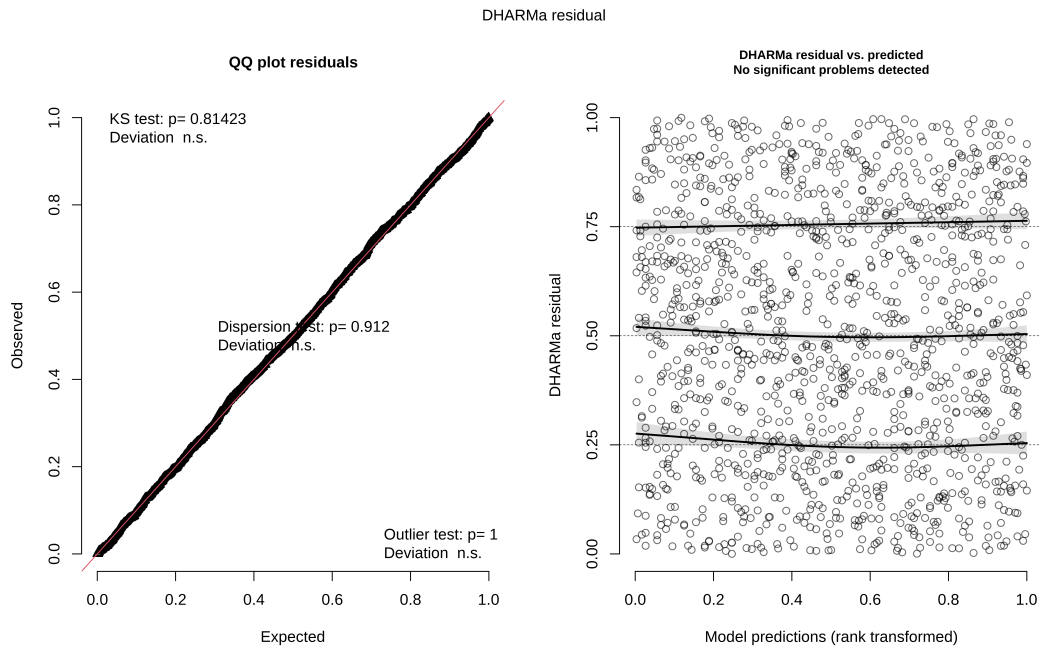 DHARMa residual
QQ plot residuals
KS test: p= 0.81423
Deviation  n.s.
Dispersion test: p= 0.912
Deviation  n.s.
Outlier test: p= 1
Deviation  n.s.
Observed
0.0
0.2
0.4
0.6
0.8
1.0
0.0
0.2
0.4
0.6
0.8
1.0
Expected
DHARMa residual vs. predicted
No significant problems detected
DHARMa residual
0.00
0.25
0.50
0.75
1.00
0.0
0.2
0.4
0.6
0.8
1.0
Model predictions (rank transformed)